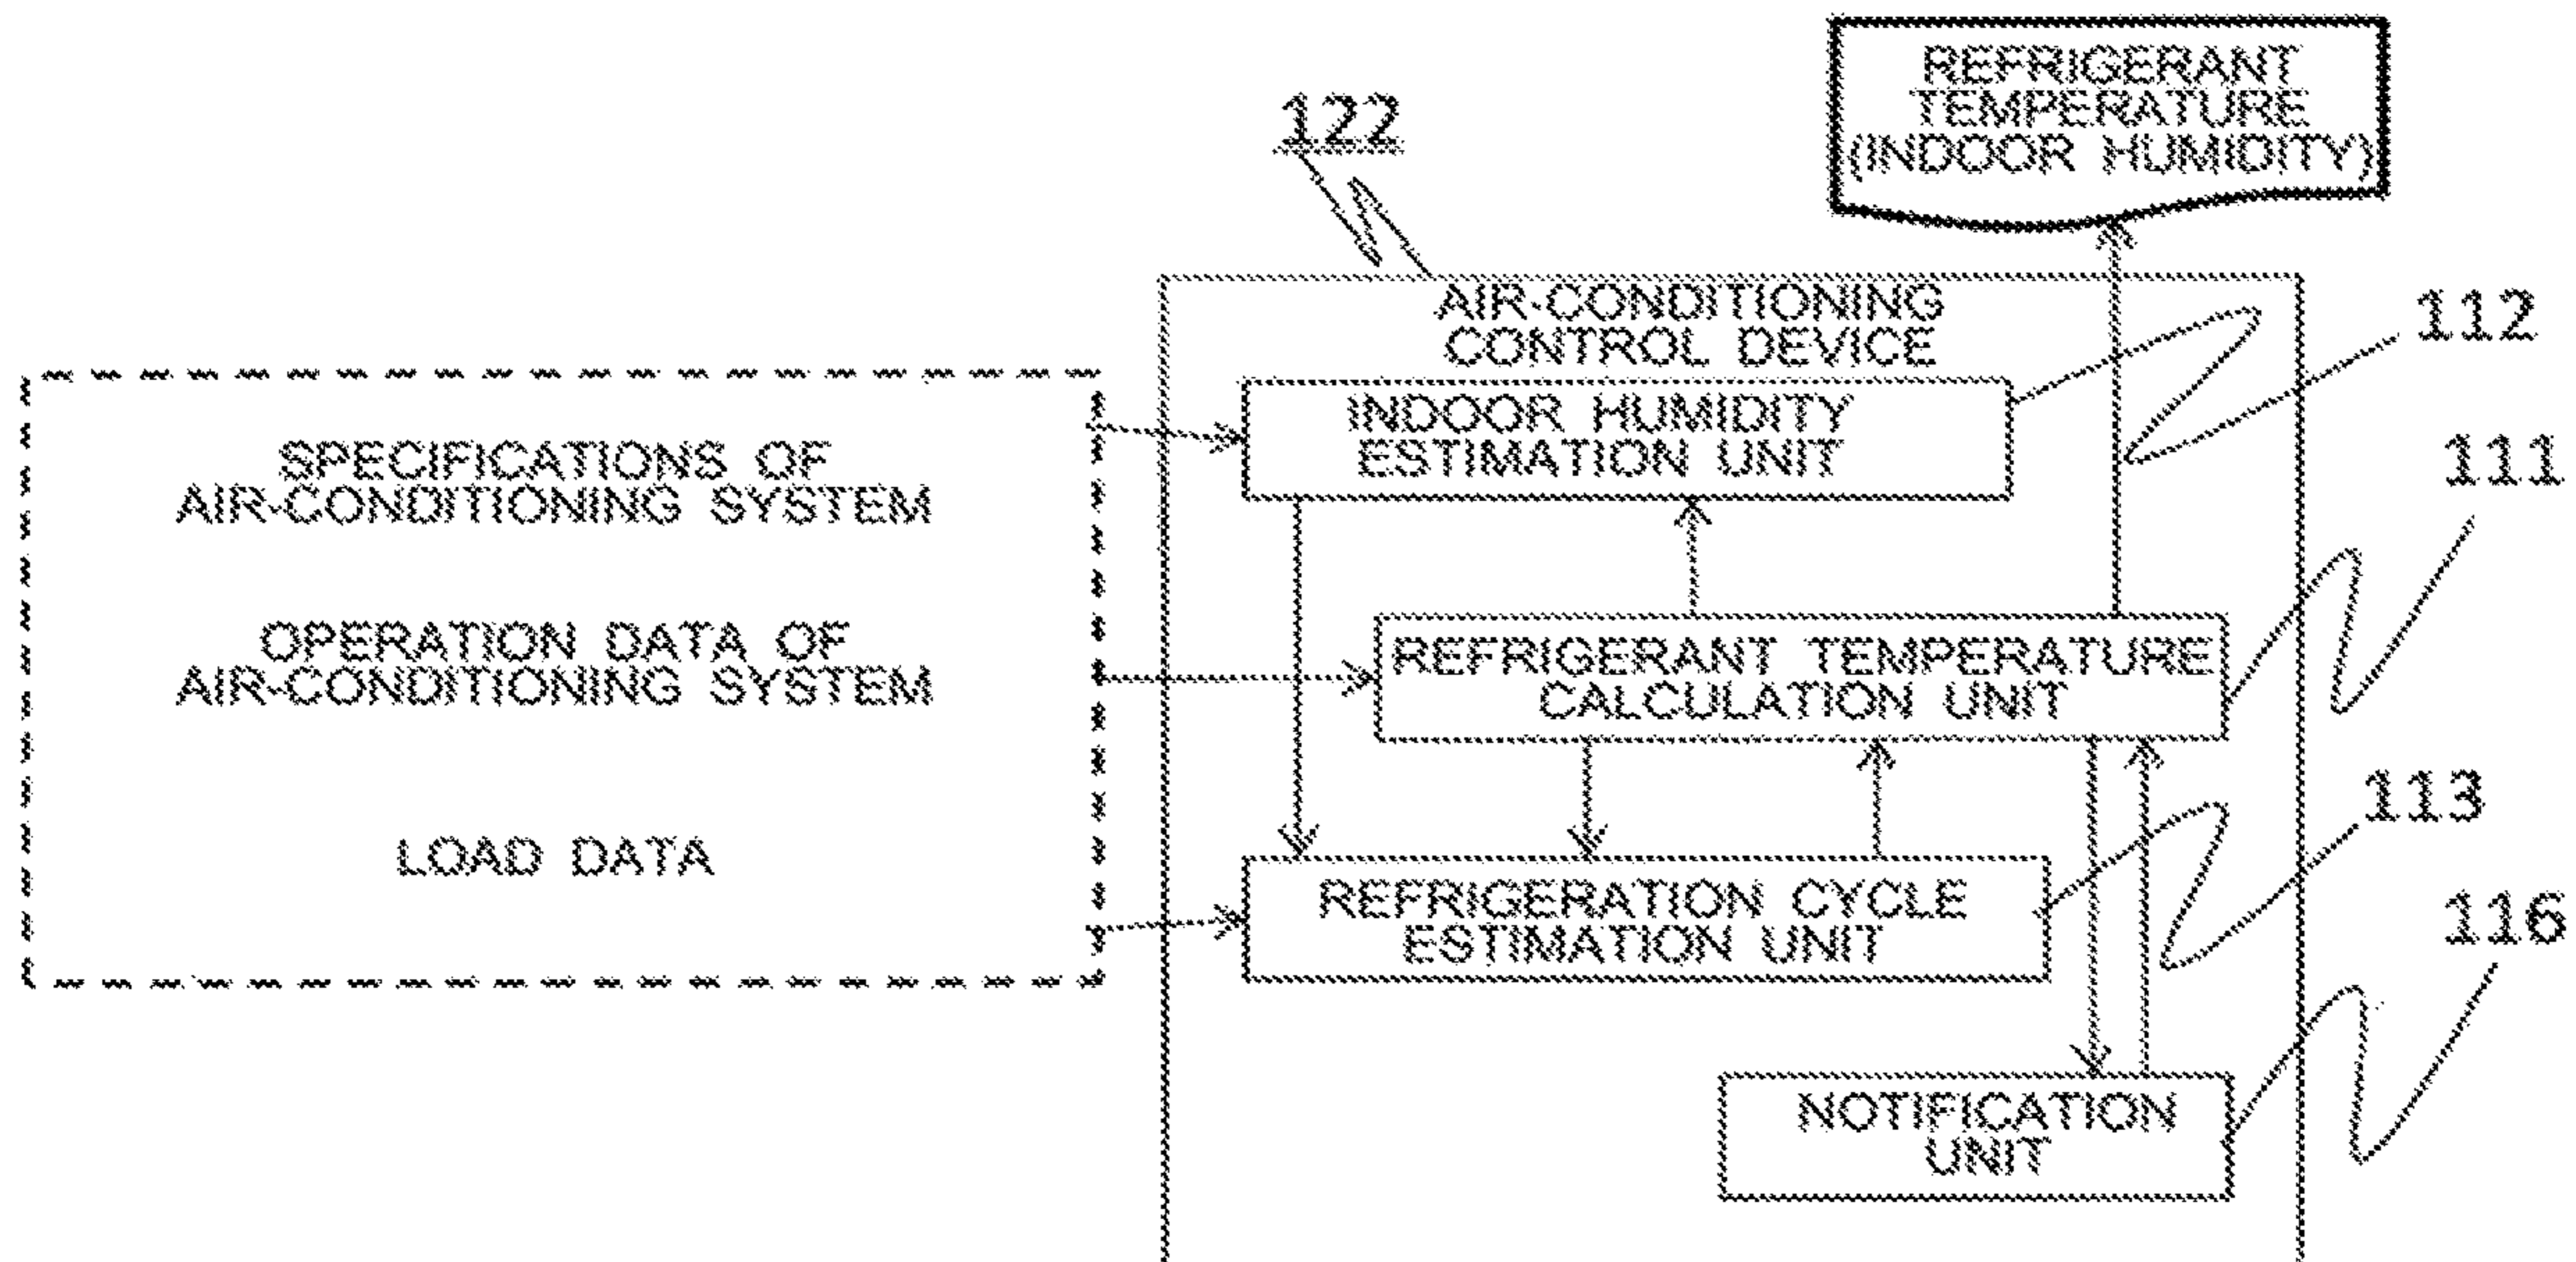 REFRIGERANT
TEMPERATURE
(INDOOR HUMIDITY)
122
AIR-CONDITIONING
CONTROL DEVICE
112
INDOOR HUMIDITY
ESTIMATION UNIT
111
SPECIFICATIONS OF
AIR-CONDITIONING SYSTEM
OPERATION DATA OF
AIR-CONDITIONING SYSTEM
REFRIGERANT TEMPERATURE
CALCULATION UNIT
113
LOAD DATA
REFRIGERATION CYCLE
ESTIMATION UNIT
116
NOTIFICATION
UNIT